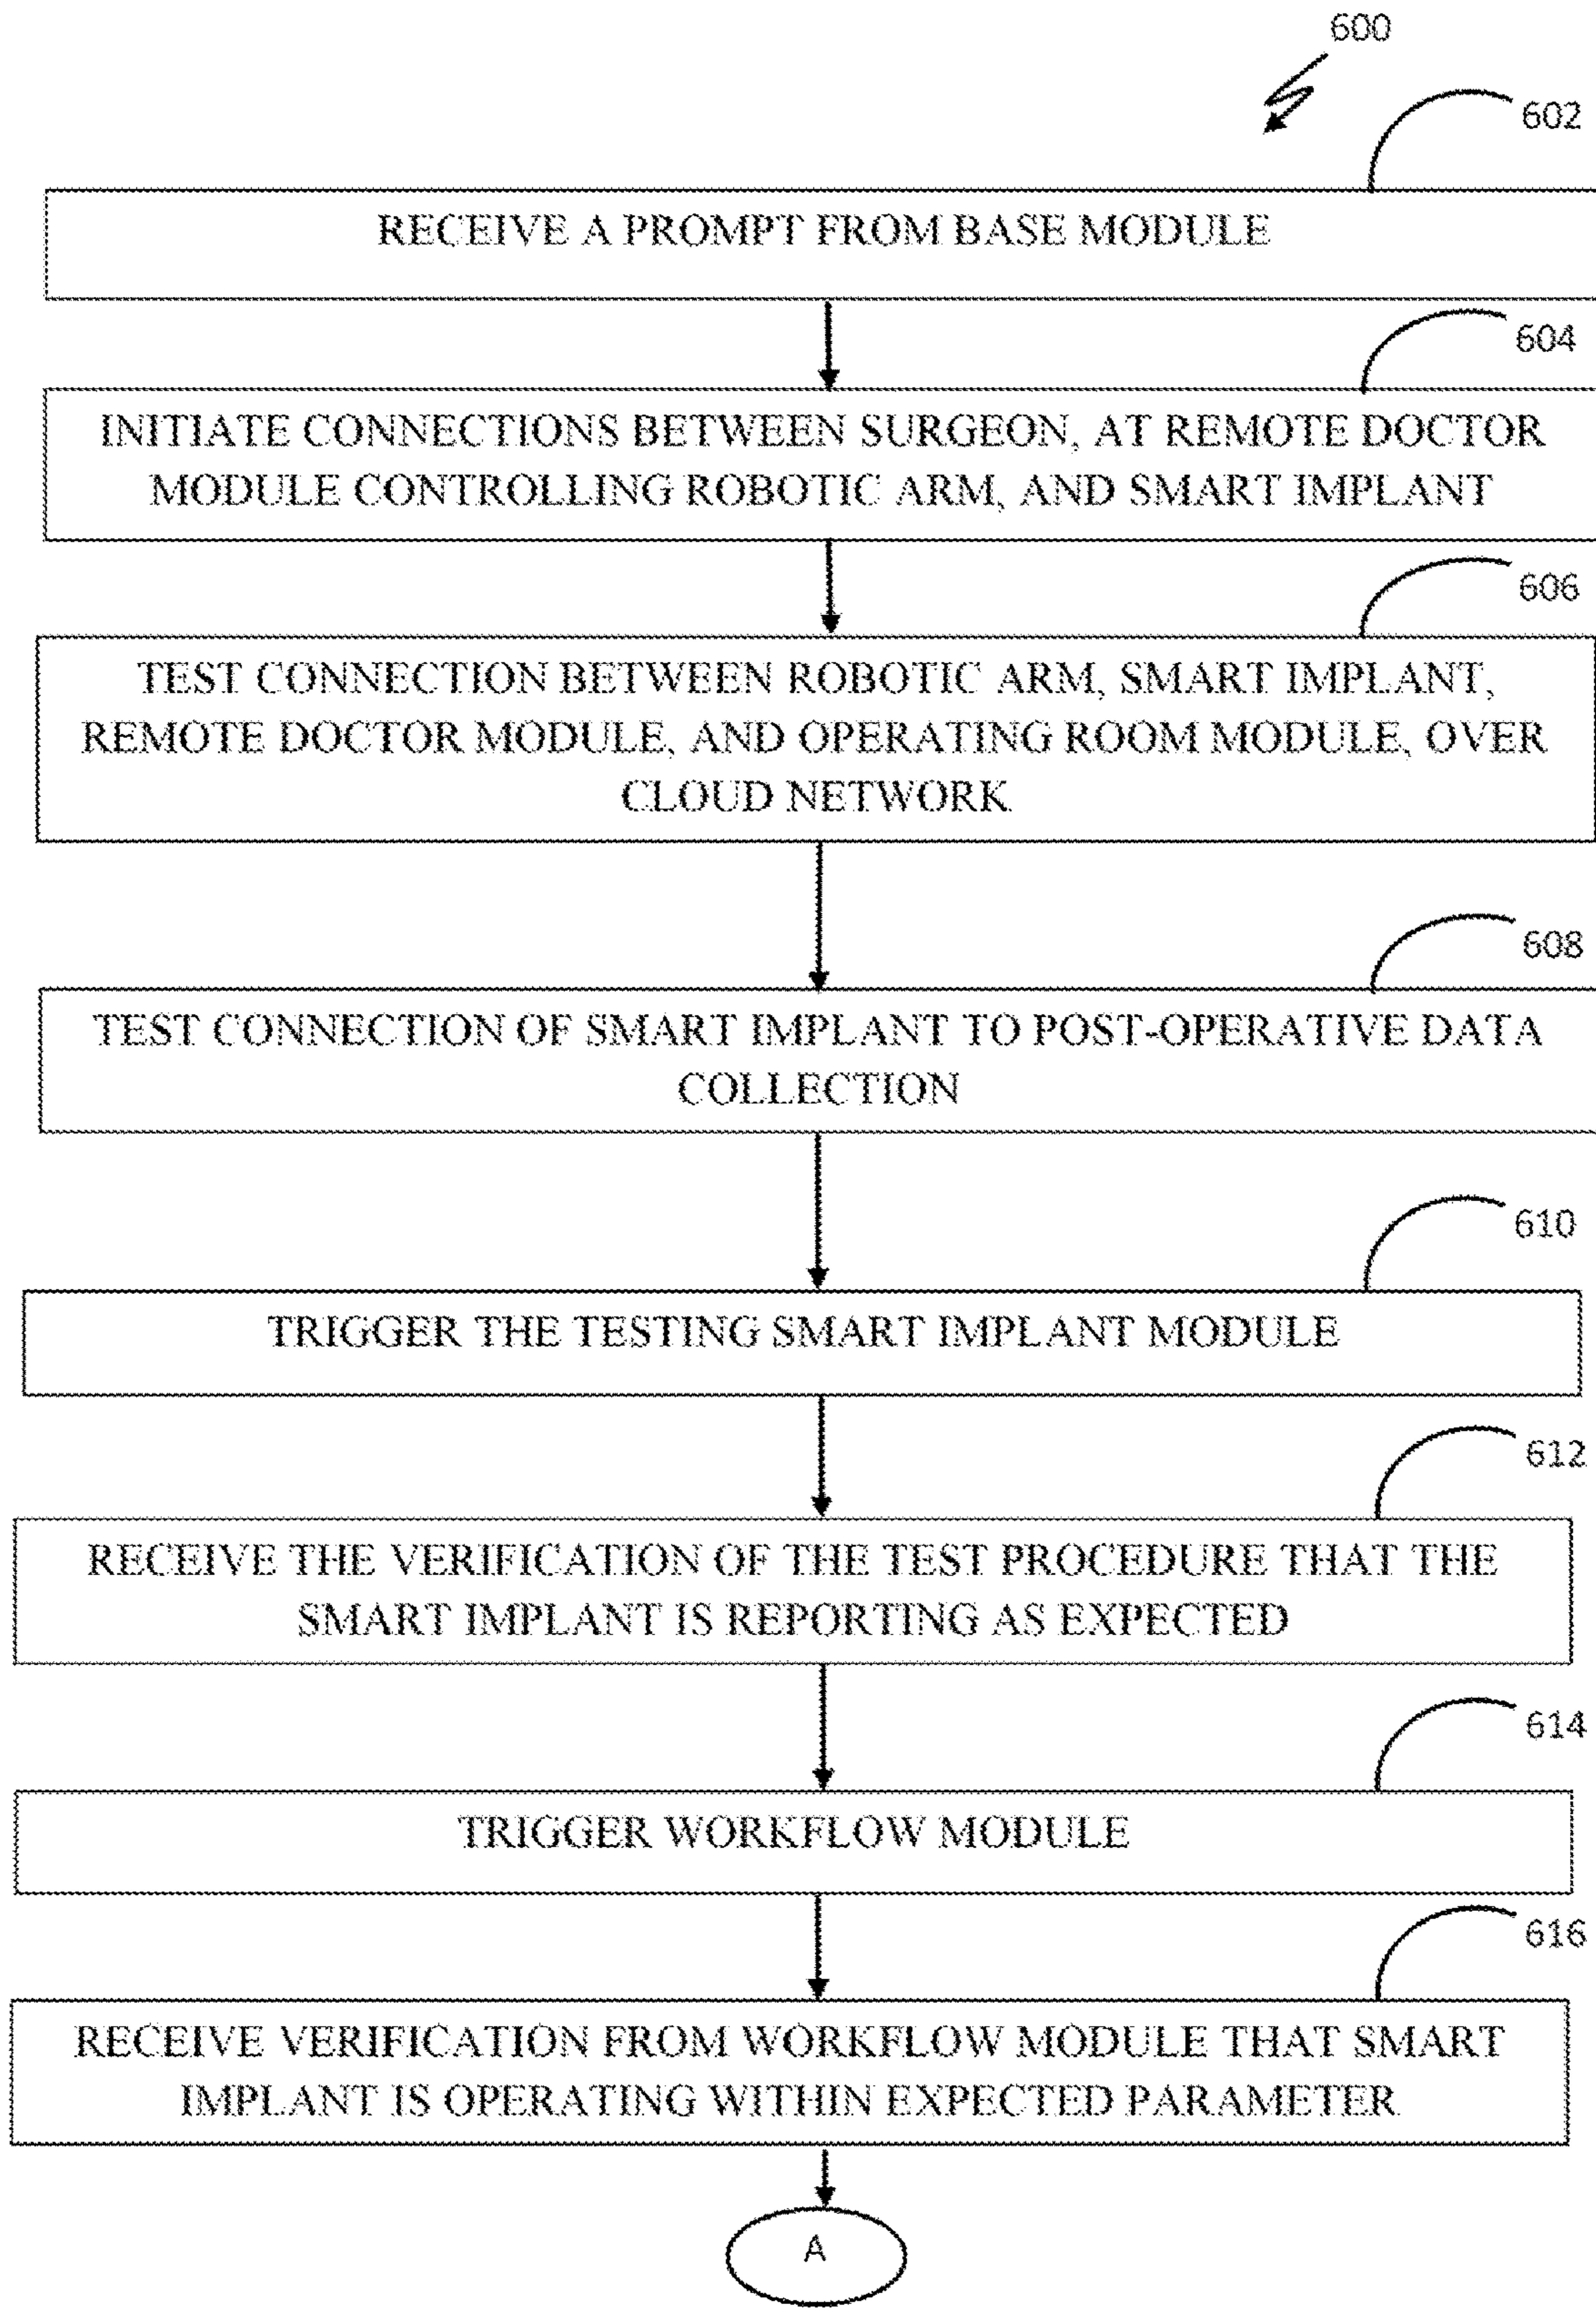 600
602
RECEIVE A PROMPT FROM BASE MODULE
604
INITIATE CONNECTIONS BETWEEN SURGEON, AT REMOTE DOCTOR
MODULE CONTROLLING ROBOTIC ARM, AND SMART IMPLANT
606
TEST CONNECTION BETWEEN ROBOTIC ARM, SMART IMPLANT,
REMOTE DOCTOR MODULE, AND OPERATING ROOM MODULE, OVER
CLOUD NETWORK
608
TEST CONNECTION OF SMART IMPLANT TO POST-OPERATIVE DATA
COLLECTION
610
TRIGGER THE TESTING SMART IMPLANT MODULE
612
RECEIVE THE VERIFICATION OF THE TEST PROCEDURE THAT THE
SMART IMPLANT IS REPORTING AS EXPECTED
614
TRIGGER WORKFLOW MODULE
616
RECEIVE VERIFICATION FROM WORKFLOW MODULE THAT SMART
IMPLANT IS OPERATING WITHIN EXPECTED PARAMETER
A